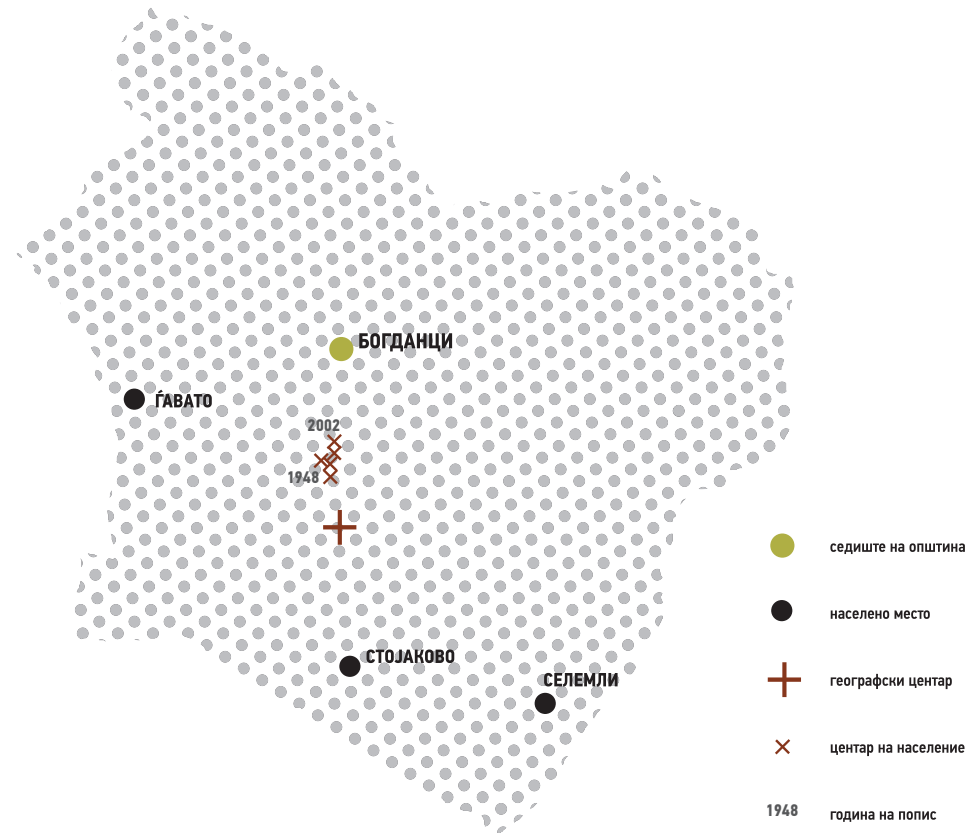 БОГДАНЦИ
ЃАВАТО
2002
1948
СТОЈАКОВО
СЕЛЕМЛИ
седиште на општина
населено место
географски центар
центар на население
1948 година на попис